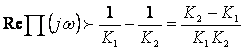 Re∏(jω) ≻ 1/K₁ − 1/K₂ = (K₂ − K₁)/(K₁K₂)